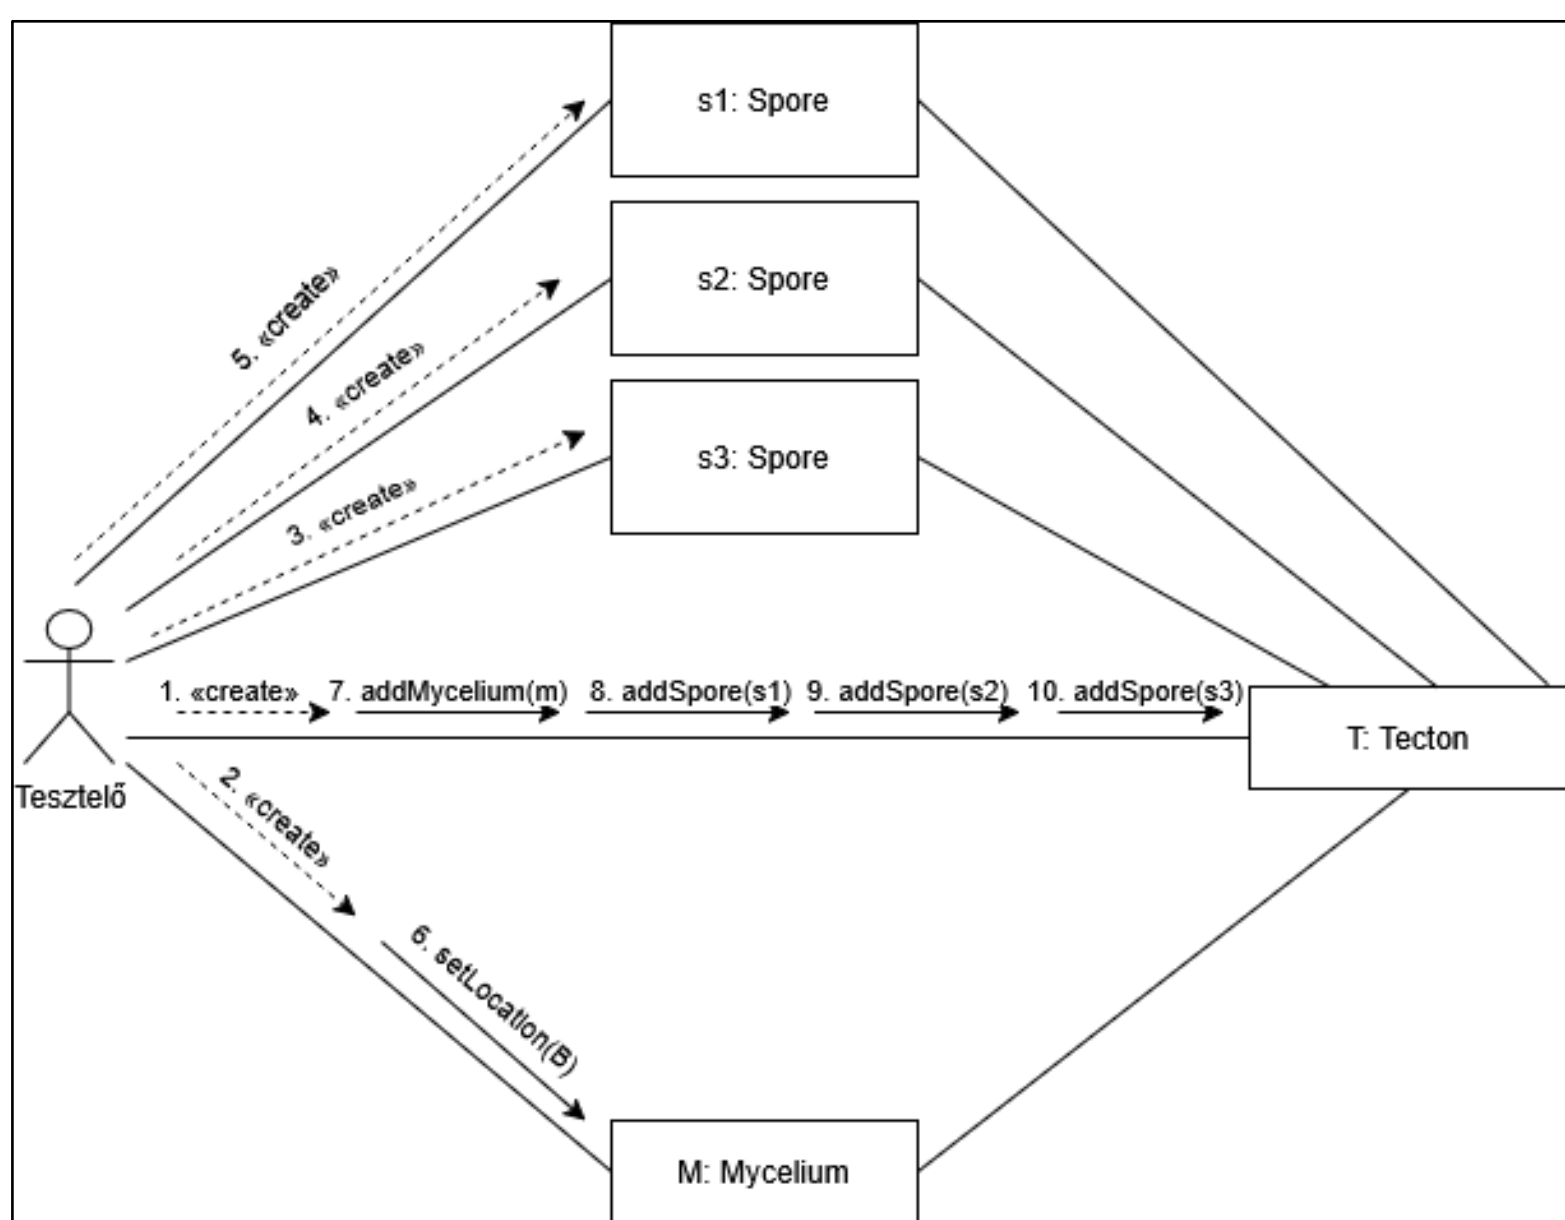 s1: Spore
s2: Spore
s3: Spore
5. «create»
4. «create»
3. «create»
1. «create»
7. addMycelium(m)
8. addSpore(s1)
9. addSpore(s2)
10. addSpore(s3)
T: Tecton
Tesztelő
2. «create»
6. setLocation(B)
M: Mycelium